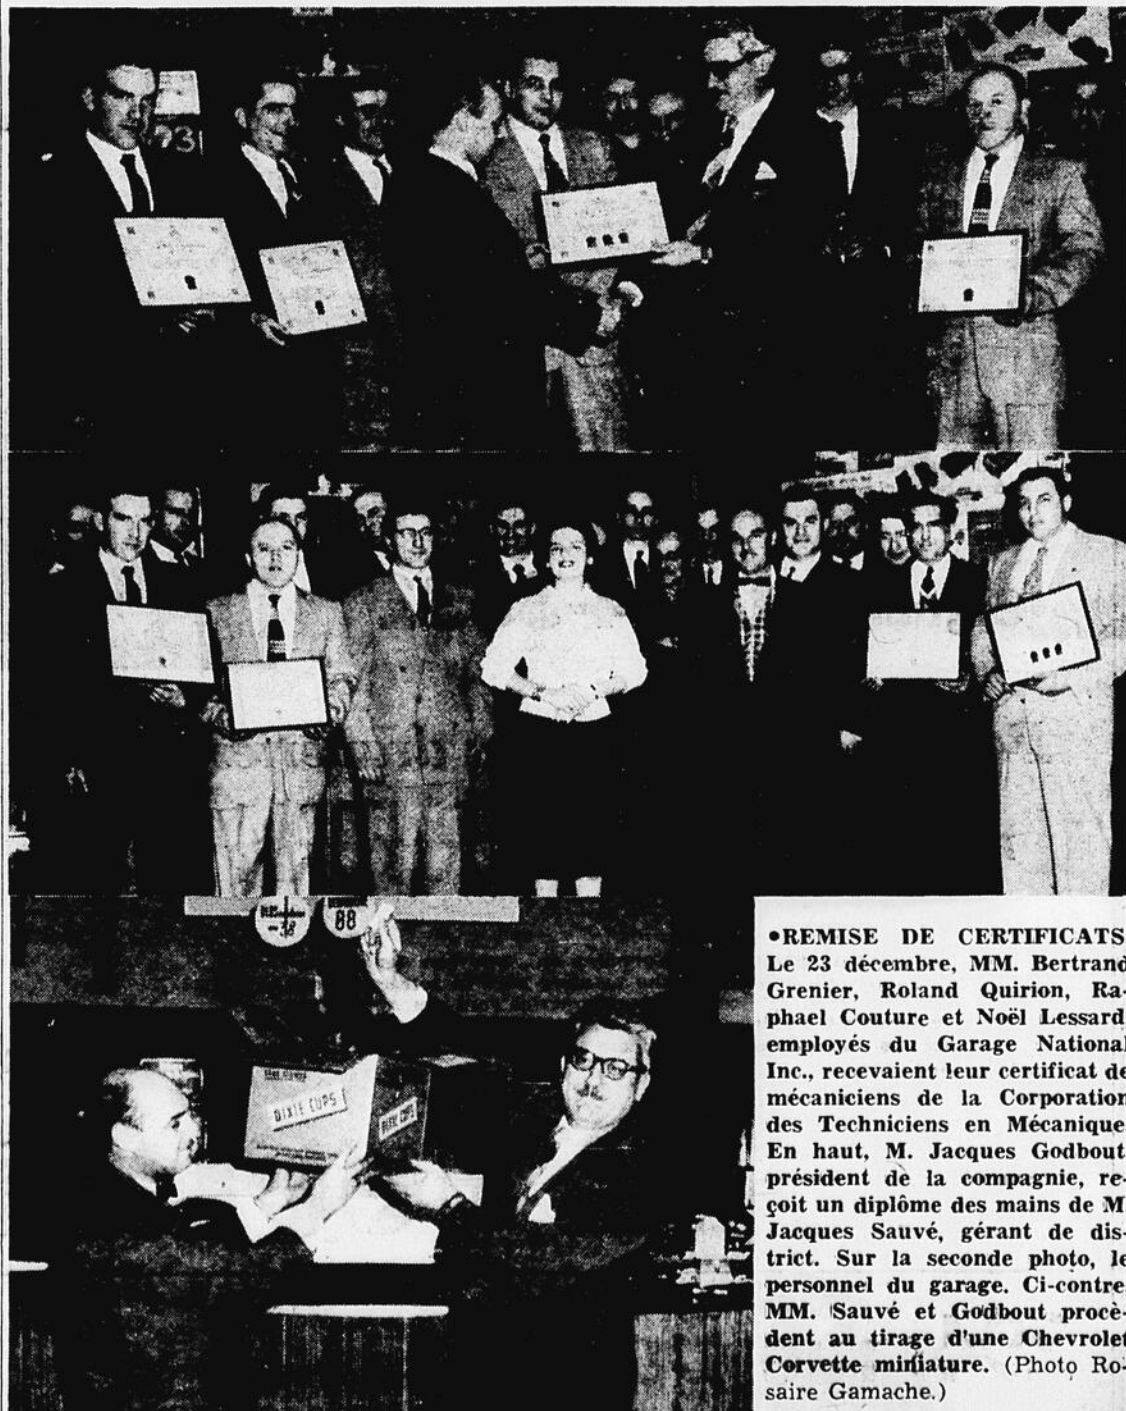 73
88
38
DIXIE CUPS
DIXIE CUPS
•REMISE DE CERTIFICATS
Le 23 décembre, MM. Bertrand
Grenier, Roland Quirion, Ra-
phael Couture et Noël Lessard
employés du Garage National
Inc., recevaient leur certificat de
mécaniciens de la Corporation
des Techniciens en Mécanique
En haut, M. Jacques Godbout
président de la compagnie, re-
çoit un diplôme des mains de M
Jacques Sauvé, gérant de dis-
trict. Sur la seconde photo, le
personnel du garage. Ci-contre
MM. Sauvé et Godbout procè-
dent au tirage d'une Chevrolet
Corvette miniature. (Photo Ro-
saire Gamache.)